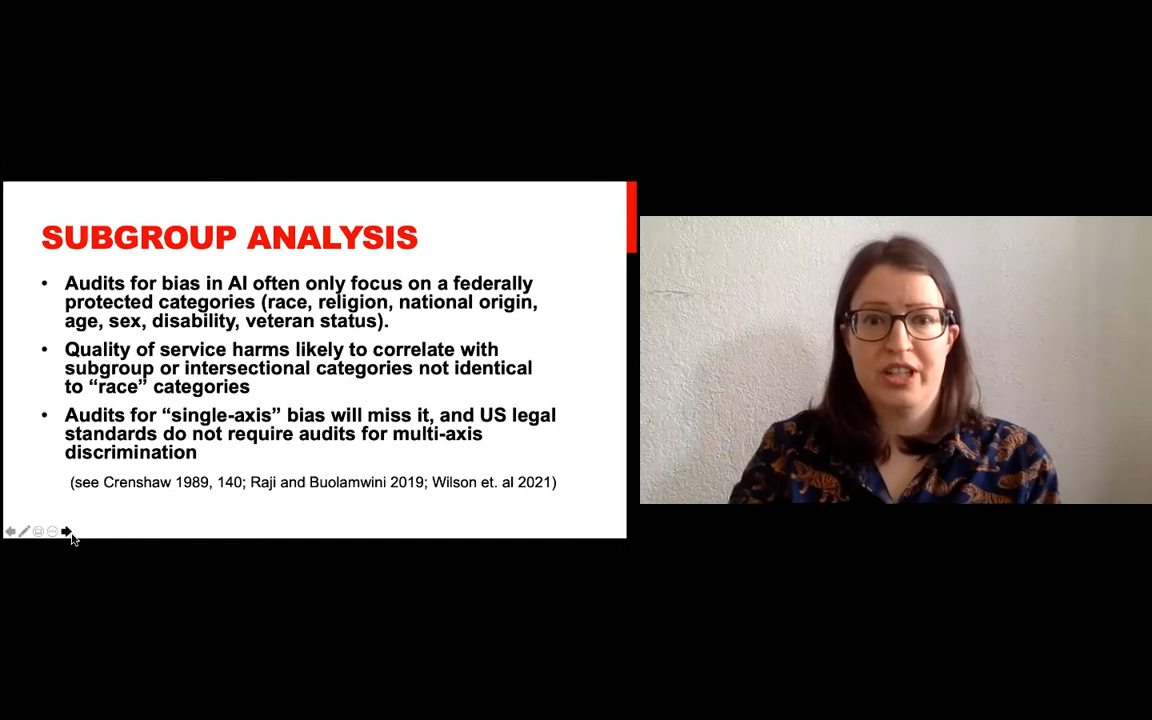 SUBGROUP ANALYSIS
• Audits for bias in AI often only focus on a federally
protected categories (race, religion, national origin,
age, sex, disability, veteran status).
• Quality of service harms likely to correlate with
subgroup or intersectional categories not identical
to “race” categories
• Audits for “single-axis” bias will miss it, and US legal
standards do not require audits for multi-axis
discrimination
(see Crenshaw 1989, 140; Raji and Buolamwini 2019; Wilson et. al 2021)